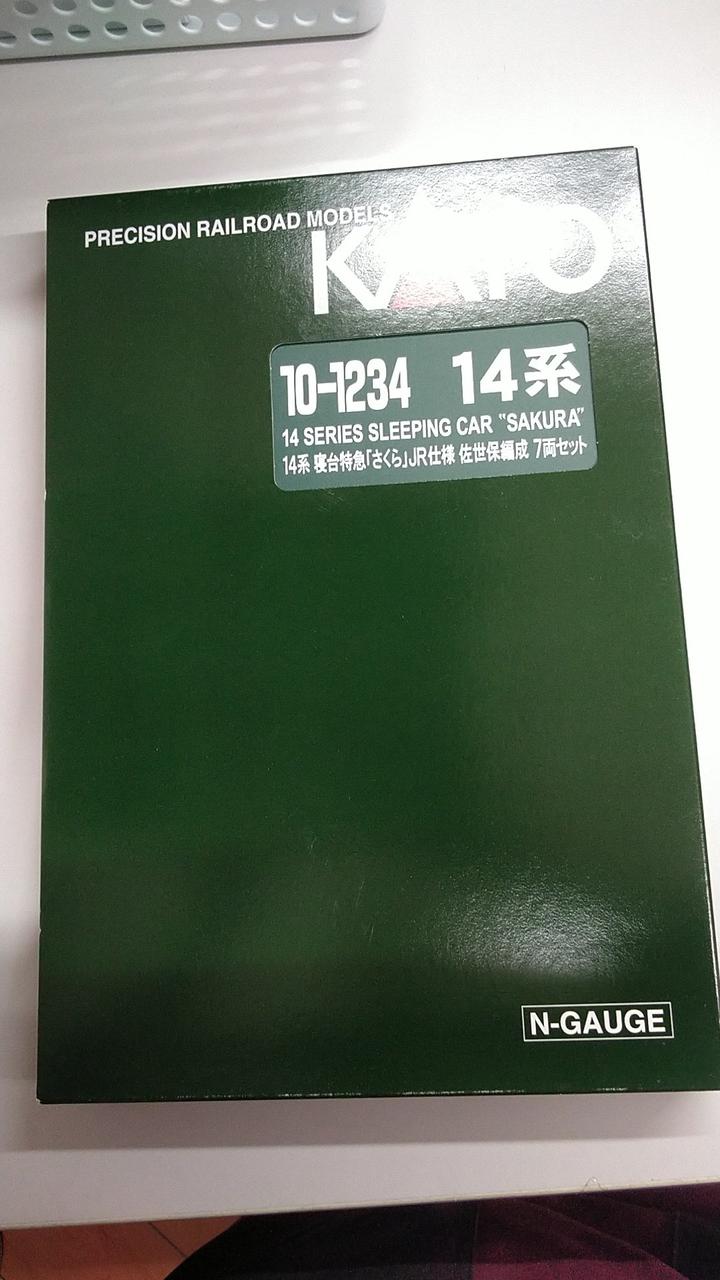 PRECISION RAILROAD MODELS
KATO
10-1234 14系
14 SERIES SLEEPING CAR "SAKURA"
14系 寝台特急「さくら」JR仕様 佐世保編成 7両セット
N-GAUGE